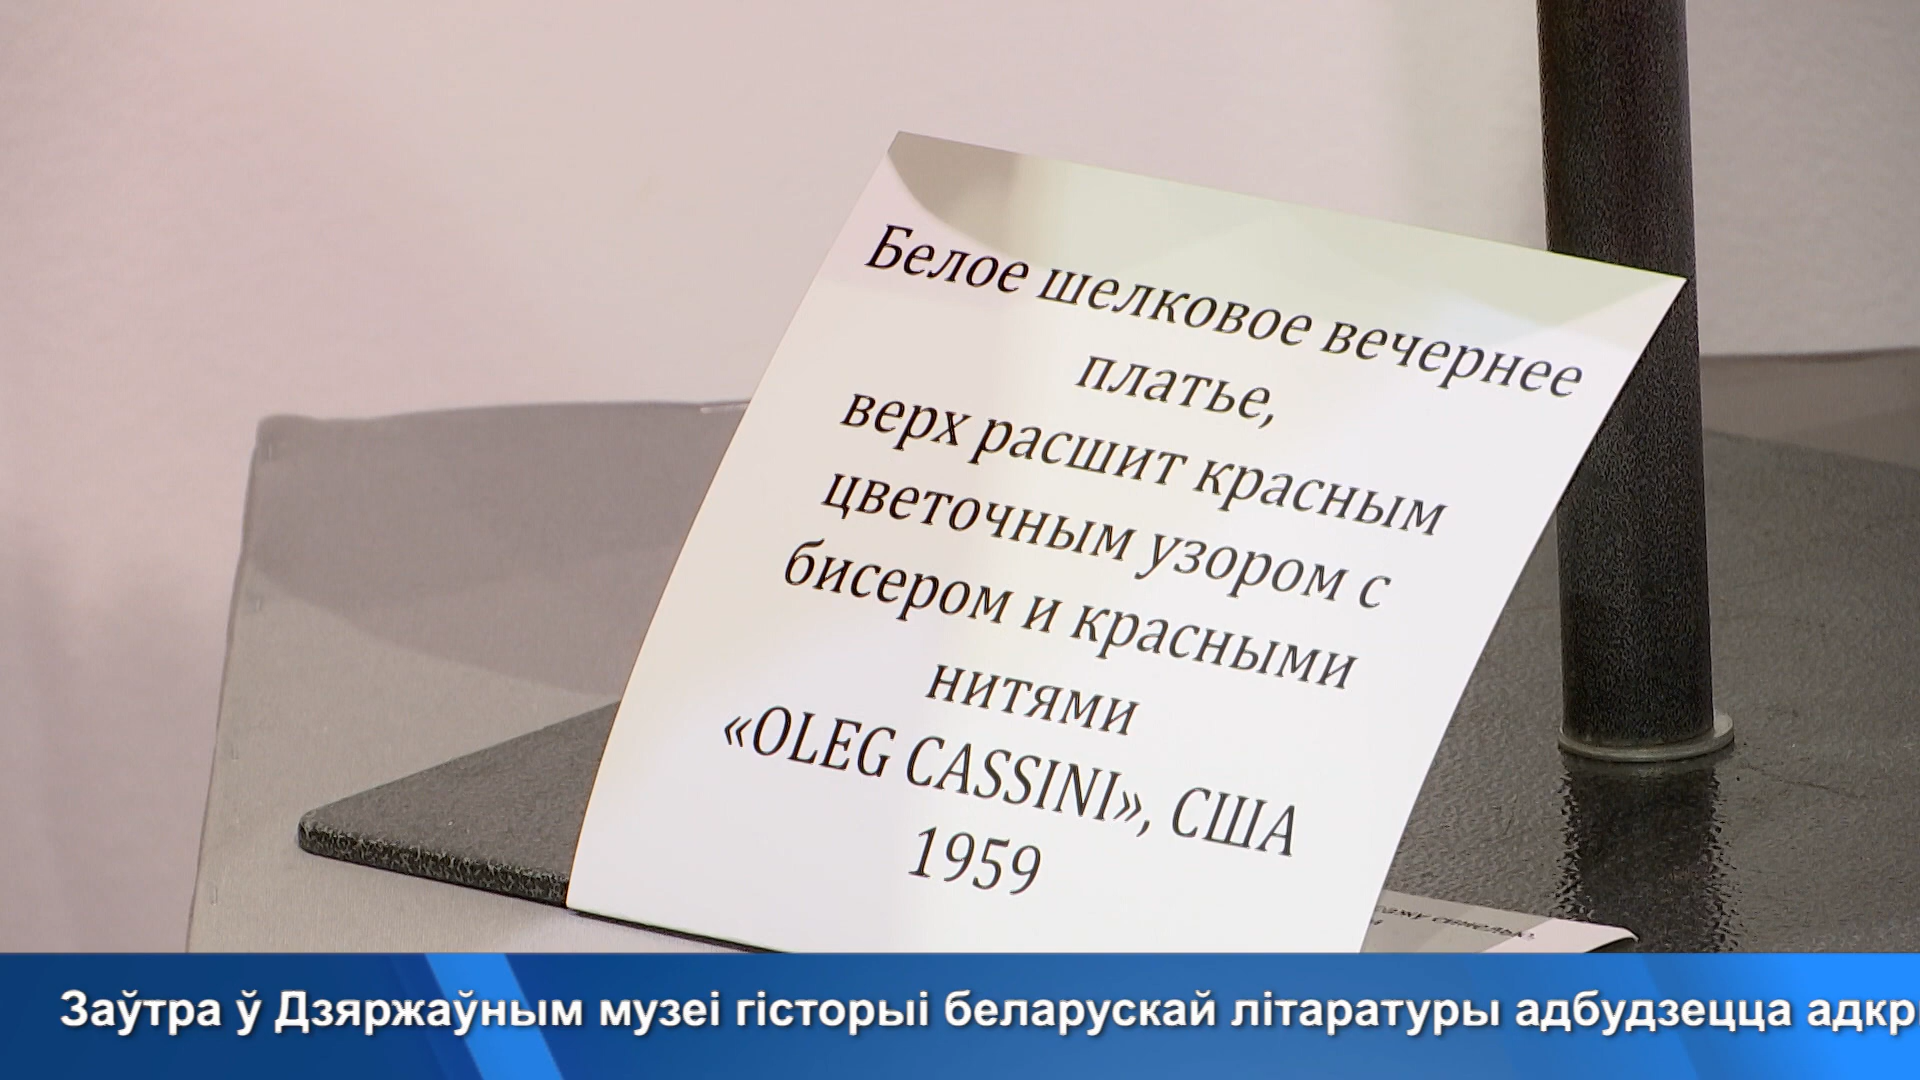 Белое шелковое вечернее
платье,
верх расшит красным
цветочным узором с
бисером и красными
нитями
«OLEG CASSINI», США
1959
Заўтра ў Дзяржаўным музеі гісторыі беларускай літаратуры адбудзецца адкр